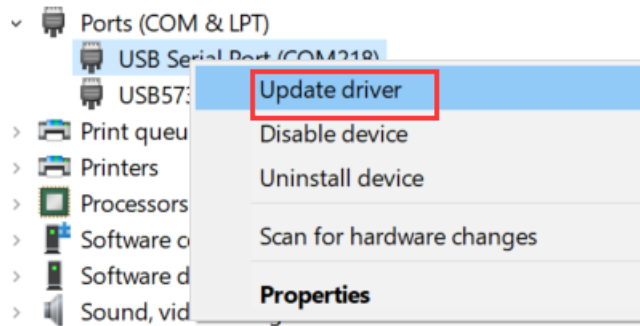 Ports (COM & LPT)
USB Serial Port (COM218)
Update driver
USB573
Disable device
Print queu
Printers
Uninstall device
Processors
Software c
Scan for hardware changes
Software d
Properties
Sound, vid